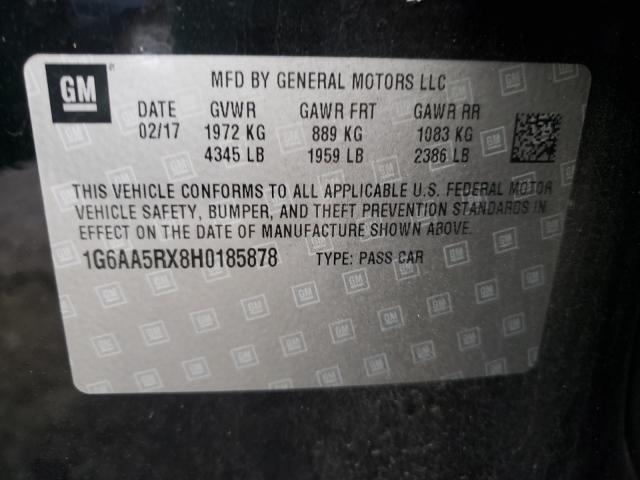 GM
MFD BY GENERAL MOTORS LLC
DATE GVWR GAWR FRT GAWR RR
02/17 1972 KG 889 KG 1083 KG
4345 LB 1959 LB 2386 LB
THIS VEHICLE CONFORMS TO ALL APPLICABLE U.S. FEDERAL MOTOR
VEHICLE SAFETY, BUMPER, AND THEFT PREVENTION STANDARDS IN
EFFECT ON THE DATE OF MANUFACTURE SHOWN ABOVE.
1G6AA5RX8H0185878 TYPE: PASS CAR